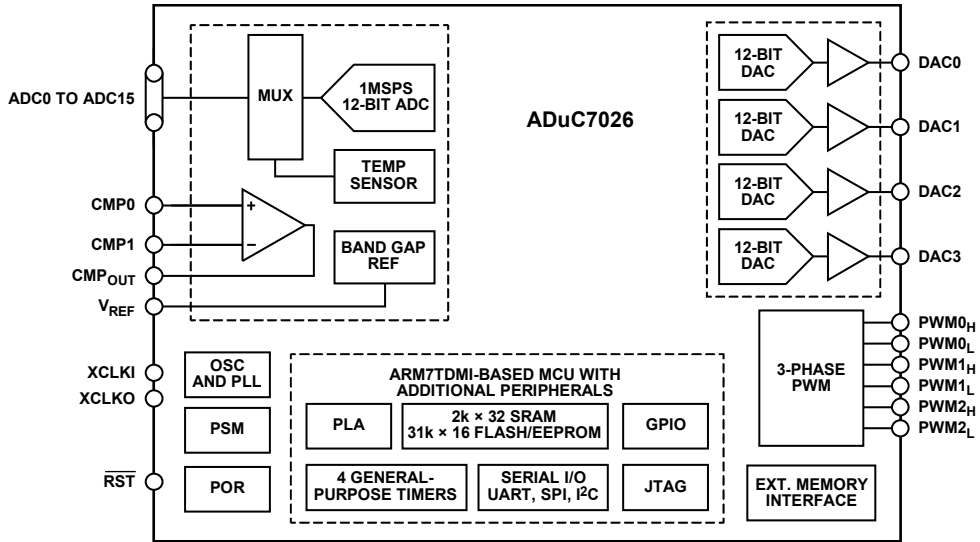 ADC0 TO ADC15
MUX
1MSPS
12-BIT ADC
TEMP
SENSOR
CMP0
CMP1
CMPOUT
VREF
+
−
BAND GAP
REF
ADuC7026
12-BIT
DAC
DAC0
12-BIT
DAC
DAC1
12-BIT
DAC
DAC2
12-BIT
DAC
DAC3
XCLKI
XCLKO
RST
OSC
AND PLL
PSM
POR
ARM7TDMI-BASED MCU WITH
ADDITIONAL PERIPHERALS
PLA
2k × 32 SRAM
31k × 16 FLASH/EEPROM
GPIO
4 GENERAL-
PURPOSE TIMERS
SERIAL I/O
UART, SPI, I²C
JTAG
3-PHASE
PWM
PWM0H
PWM0L
PWM1H
PWM1L
PWM2H
PWM2L
EXT. MEMORY
INTERFACE